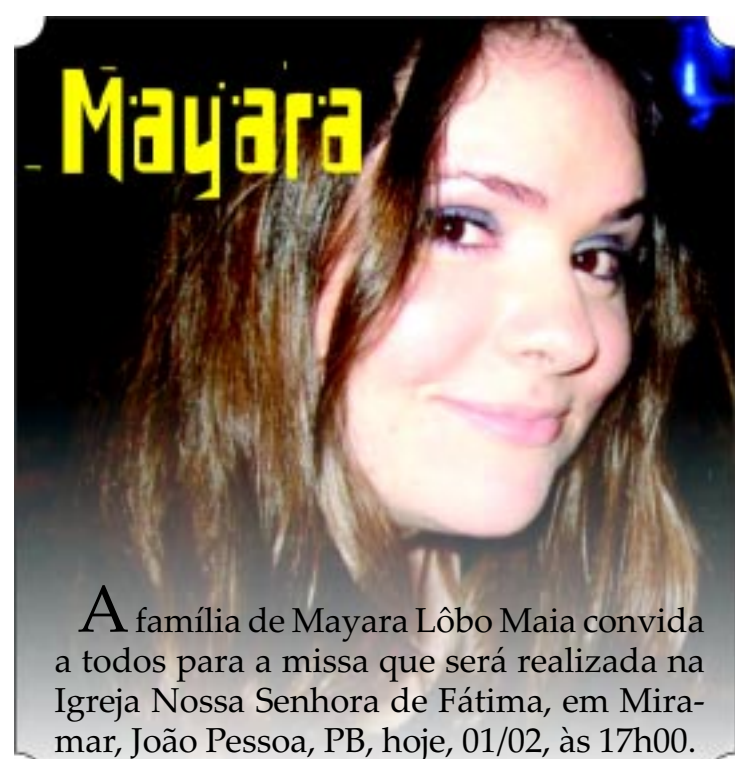 Mayara
A família de Mayara Lôbo Maia convida
a todos para a missa que será realizada na
Igreja Nossa Senhora de Fátima, em Mira-
mar, João Pessoa, PB, hoje, 01/02, às 17h00.